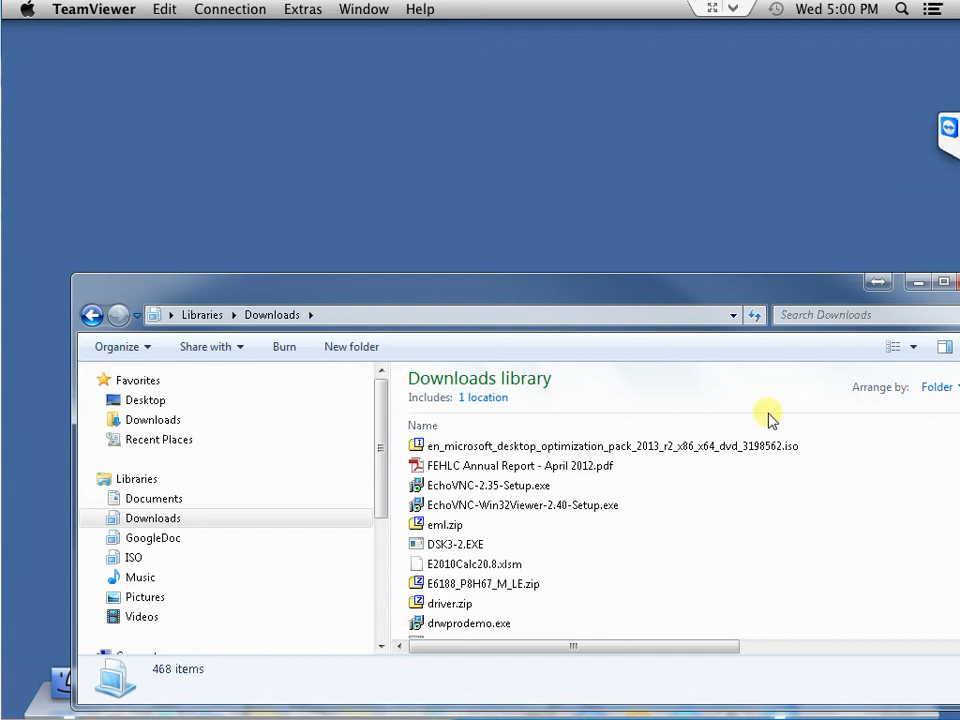 TeamViewer Edit Connection Extras Window Help Wed 5:00 PM
Libraries Downloads Search Downloads
Organize Share with Burn New folder
Favorites
Desktop
Downloads
Recent Places
Libraries
Documents
Downloads
GoogleDoc
ISO
Music
Pictures
Videos
Downloads library
Includes: 1 location
Arrange by: Folder
Name
en_microsoft_desktop_optimization_pack_2013_r2_x86_x64_dvd_3198562.iso
FEHLC Annual Report - April 2012.pdf
EchoVNC-2.35-Setup.exe
EchoVNC-Win32Viewer-2.40-Setup.exe
eml.zip
DSK3-2.EXE
E2010Calc20.8.xlsm
E6188_P8H67_M_LE.zip
driver.zip
drwprodemo.exe
468 items